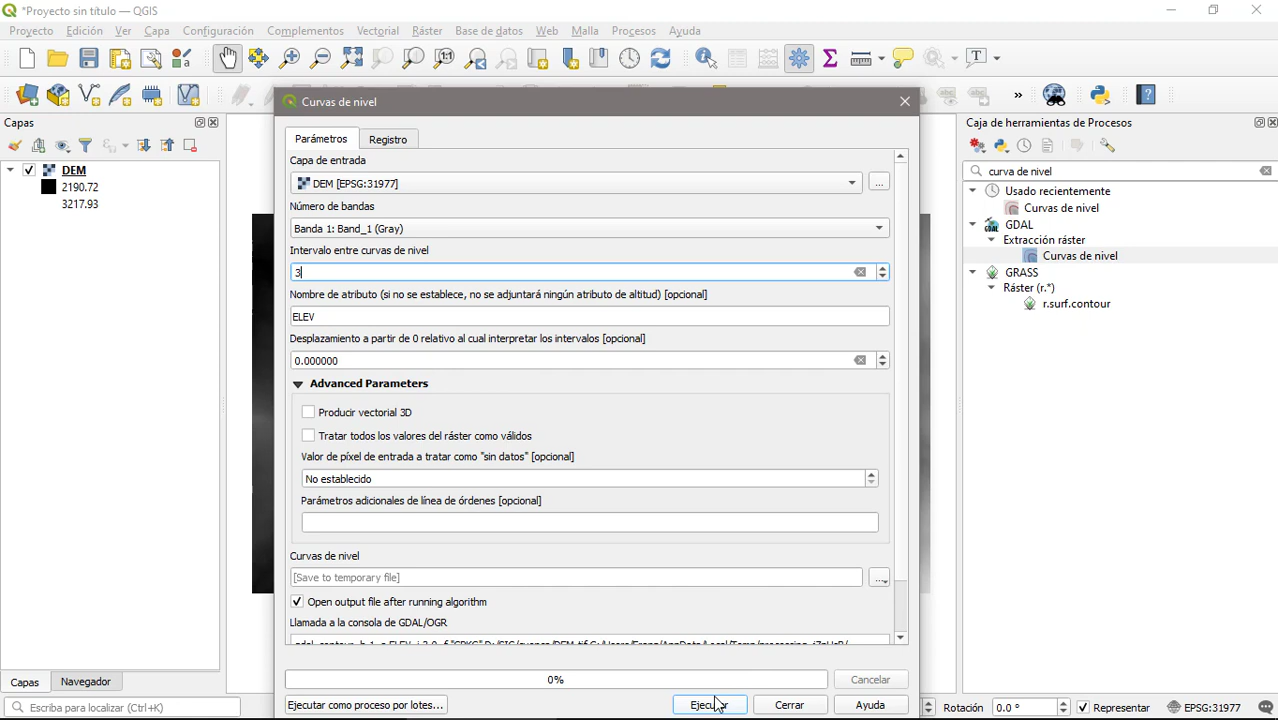 *Proyecto sin título — QGIS
Proyecto Edición Ver Capa Configuración Complementos Vectorial Ráster Base de datos Web Malla Procesos Ayuda
Capas
DEM
2190.72
3217.93
Capas Navegador
Escriba para localizar (Ctrl+K)
Curvas de nivel
Parámetros Registro
Capa de entrada
DEM [EPSG:31977]
...
Número de bandas
Banda 1: Band_1 (Gray)
Intervalo entre curvas de nivel
3
Nombre de atributo (si no se establece, no se adjuntará ningún atributo de altitud) [opcional]
ELEV
Desplazamiento a partir de 0 relativo al cual interpretar los intervalos [opcional]
0.000000
Advanced Parameters
Producir vectorial 3D
Tratar todos los valores del ráster como válidos
Valor de píxel de entrada a tratar como "sin datos" [opcional]
No establecido
Parámetros adicionales de línea de órdenes [opcional]
Curvas de nivel
[Save to temporary file]
...
Open output file after running algorithm
Llamada a la consola de GDAL/OGR
0%
Cancelar
Ejecutar como proceso por lotes...
Ejecutar
Cerrar
Ayuda
Caja de herramientas de Procesos
curva de nivel
Usado recientemente
Curvas de nivel
GDAL
Extracción ráster
Curvas de nivel
GRASS
Ráster (r.*)
r.surf.contour
Rotación 0.0 ° Representar EPSG:31977